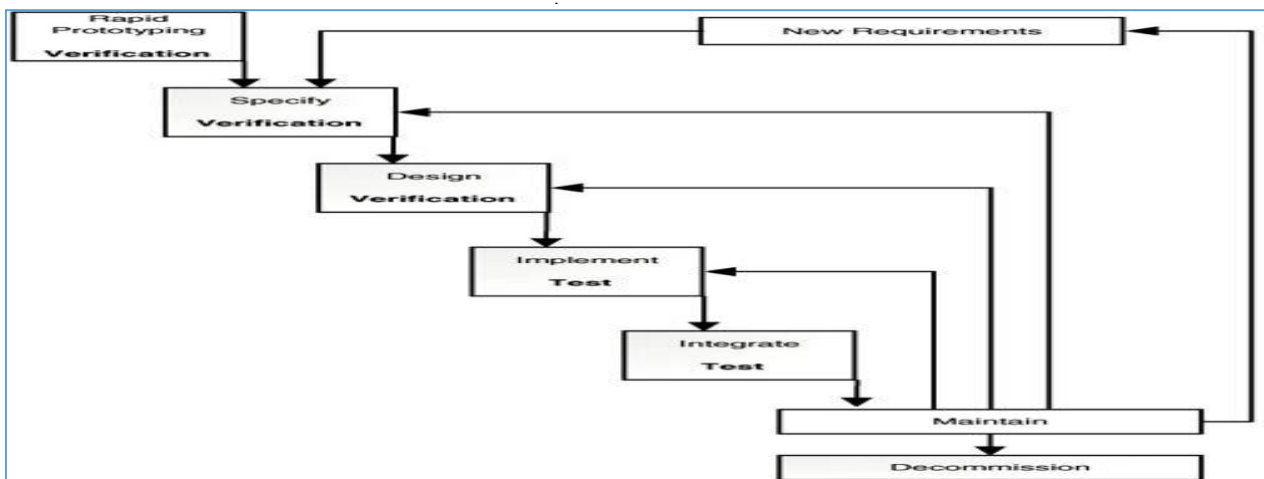 Rapid
Prototyping
Verification
New Requirements
Specify
Verification
Design
Verification
Implement
Test
Integrate
Test
Maintain
Decommission